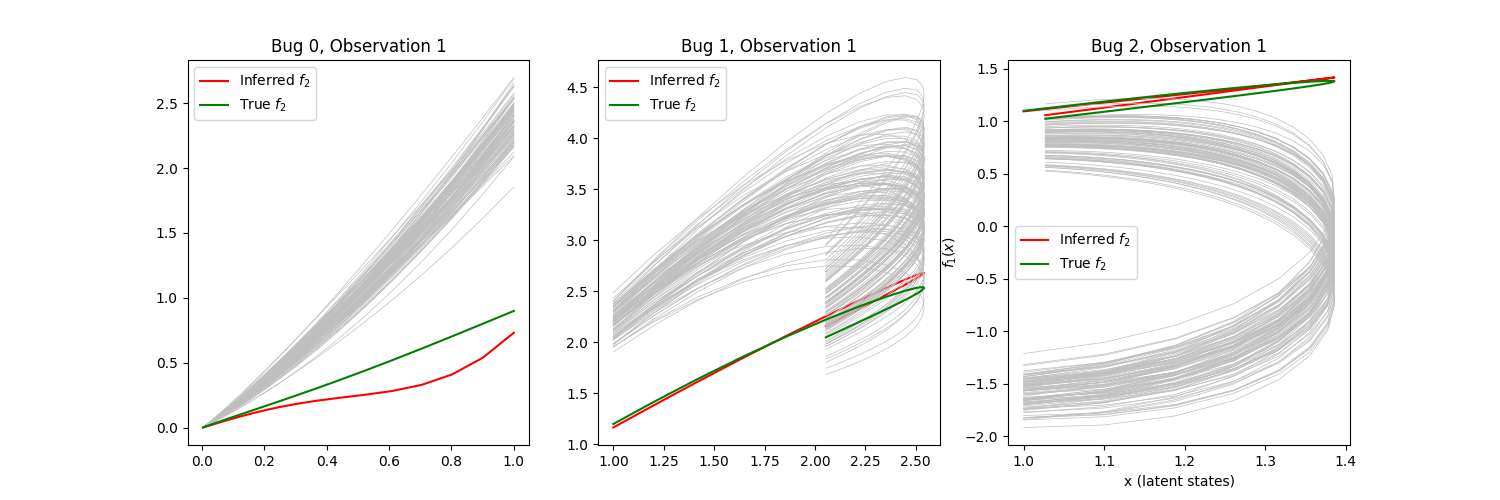 Bug 0, Observation 1
Inferred f₂
True f₂
2.5
2.0
1.5
1.0
0.5
0.0
0.0 0.2 0.4 0.6 0.8 1.0
Bug 1, Observation 1
Inferred f₂
True f₂
4.5
4.0
3.5
3.0
2.5
2.0
1.5
1.0
1.00 1.25 1.50 1.75 2.00 2.25 2.50
Bug 2, Observation 1
f₁(x)
1.5
1.0
0.5
0.0
−0.5
−1.0
−1.5
−2.0
Inferred f₂
True f₂
1.0 1.1 1.2 1.3 1.4
x (latent states)